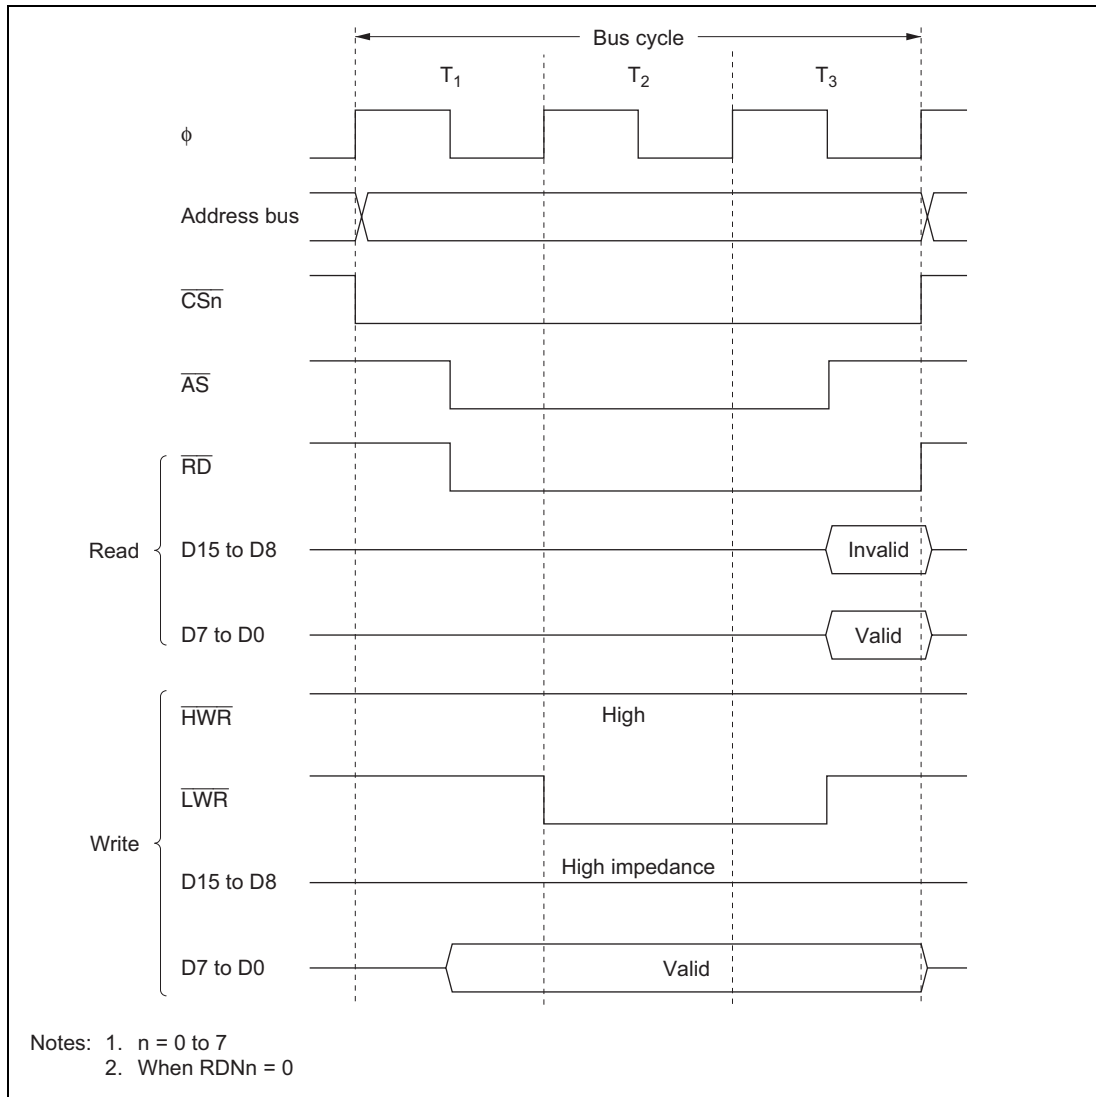 Bus cycle
T1 T2 T3
ϕ
Address bus
CSn
AS
RD
Read D15 to D8 Invalid
D7 to D0 Valid
HWR High
LWR
Write
High impedance
D15 to D8
D7 to D0 Valid
Notes: 1. n = 0 to 7
2. When RDNn = 0